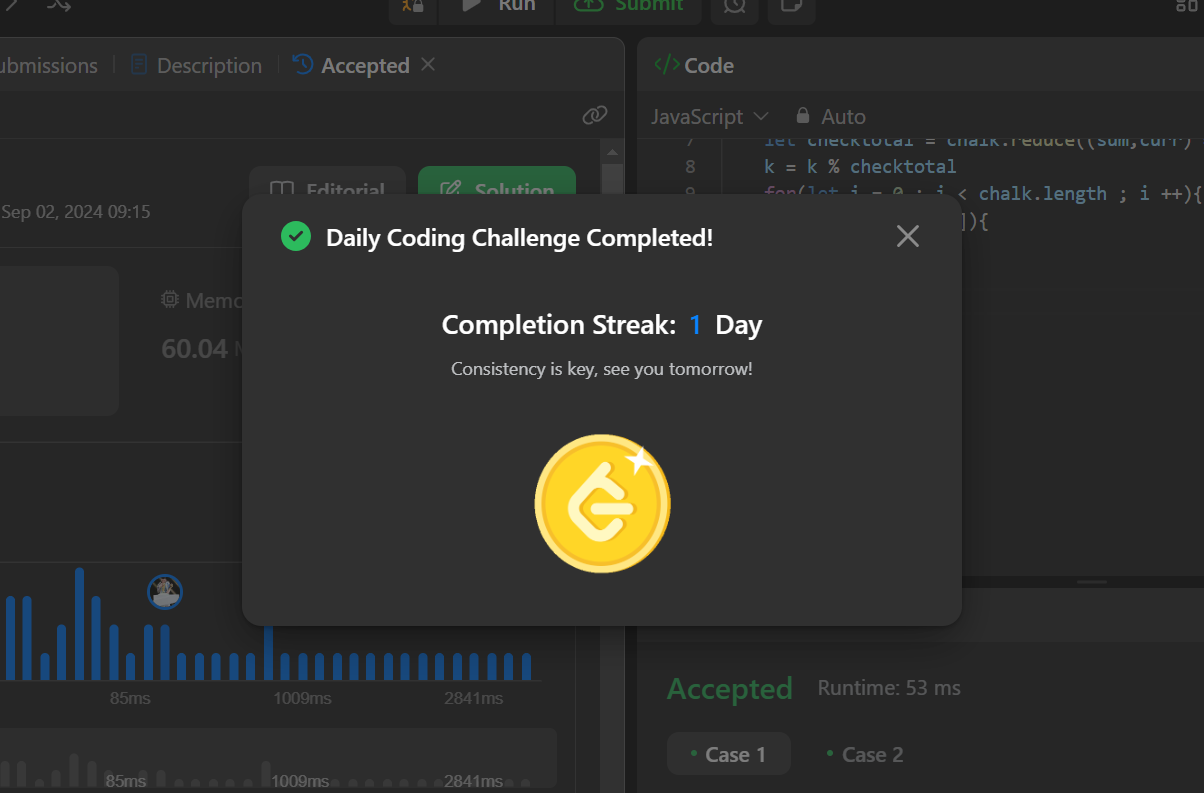 Run
Submit
ubmissions
Description
Accepted
</> Code
JavaScript
Auto
7 let checktotal = chalk.reduce((sum,curr)
8 k = k % checktotal
9 for(let i = 0 ; i < chalk.length ; i ++){
]){
Editorial
Solution
Sep 02, 2024 09:15
Memo
60.04
Daily Coding Challenge Completed!
Completion Streak: 1 Day
Consistency is key, see you tomorrow!
85ms
1009ms
2841ms
85ms
1009ms
2841ms
Accepted
Runtime: 53 ms
Case 1
Case 2